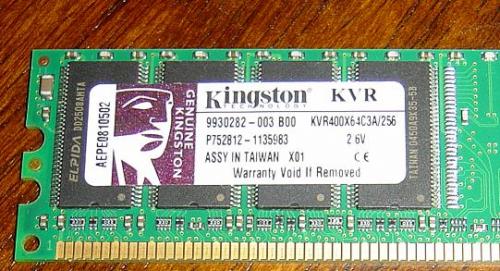 Kingston KVR
TECHNOLOGY
9930282-003 B00 KVR400X64C3A/256
P752812-1135983 2.6V
ASSY IN TAIWAN X01 CE
Warranty Void If Removed
GENUINE
KINGSTON
AEPE0810502
ELPIDA DD2508AMTA